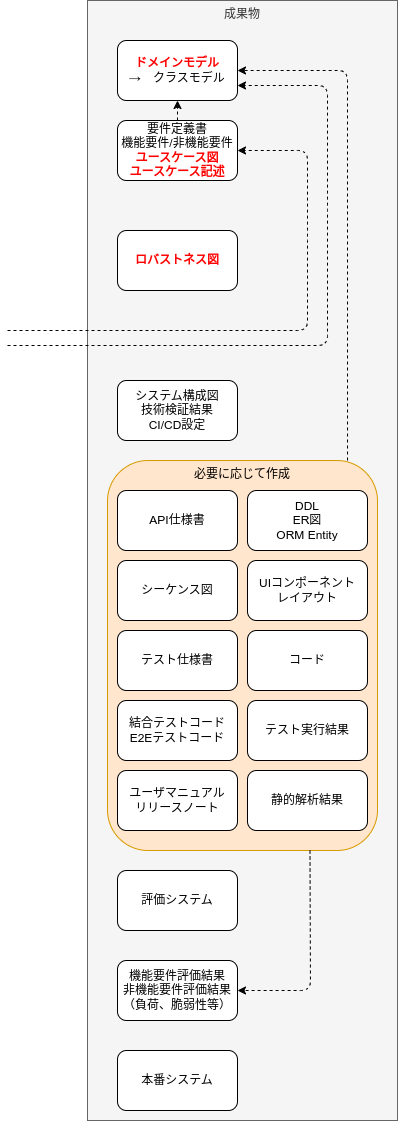 成果物
ドメインモデル
→ クラスモデル
要件定義書
機能要件/非機能要件
ユースケース図
ユースケース記述
ロバストネス図
システム構成図
技術検証結果
CI/CD設定
必要に応じて作成
API仕様書
DDL
ER図
ORM Entity
シーケンス図
UIコンポーネント
レイアウト
テスト仕様書
コード
結合テストコード
E2Eテストコード
テスト実行結果
ユーザマニュアル
リリースノート
静的解析結果
評価システム
機能要件評価結果
非機能要件評価結果
（負荷、脆弱性等）
本番システム